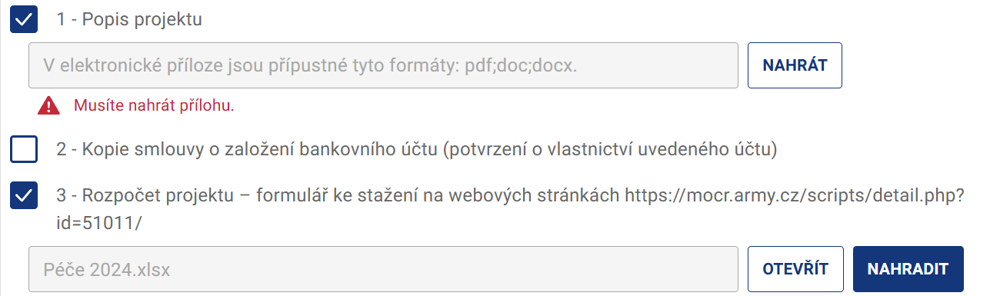 1 - Popis projektu
V elektronické příloze jsou přípustné tyto formáty: pdf;doc;docx.
NAHRÁT
Musíte nahrát přílohu.
2 - Kopie smlouvy o založení bankovního účtu (potvrzení o vlastnictví uvedeného účtu)
3 - Rozpočet projektu – formulář ke stažení na webových stránkách https://mocr.army.cz/scripts/detail.php?
id=51011/
Péče 2024.xlsx
OTEVŘÍT
NAHRADIT